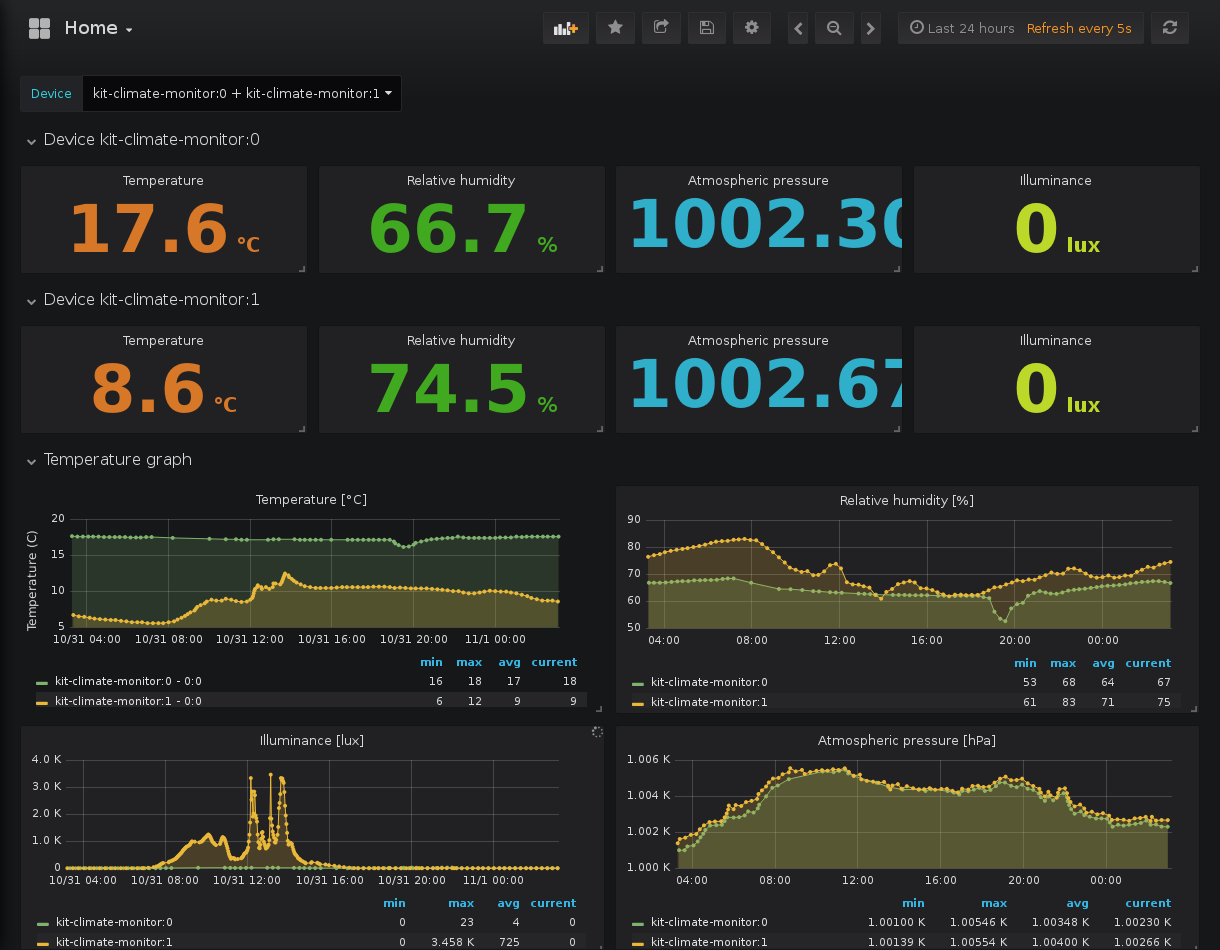 Home
Last 24 hours Refresh every 5s
Device kit-climate-monitor:0 + kit-climate-monitor:1
Device kit-climate-monitor:0
Temperature Relative humidity Atmospheric pressure Illuminance
17.6 °C 66.7 % 1002.30 0 lux
Device kit-climate-monitor:1
Temperature Relative humidity Atmospheric pressure Illuminance
8.6 °C 74.5 % 1002.67 0 lux
Temperature graph
Temperature [°C]
Temperature (C)
20
15
10
5
10/31 04:00 10/31 08:00 10/31 12:00 10/31 16:00 10/31 20:00 11/1 00:00
min max avg current
kit-climate-monitor:0 - 0:0 16 18 17 18
kit-climate-monitor:1 - 0:0 6 12 9 9
Relative humidity [%]
90
80
70
60
50
04:00 08:00 12:00 16:00 20:00 00:00
min max avg current
kit-climate-monitor:0 53 68 64 67
kit-climate-monitor:1 61 83 71 75
Illuminance [lux]
4.0 K
3.0 K
2.0 K
1.0 K
0
10/31 04:00 10/31 08:00 10/31 12:00 10/31 16:00 10/31 20:00 11/1 00:00
min max avg current
kit-climate-monitor:0 0 23 4 0
kit-climate-monitor:1 0 3.458 K 725 0
Atmospheric pressure [hPa]
1.006 K
1.004 K
1.002 K
1.000 K
04:00 08:00 12:00 16:00 20:00 00:00
min max avg current
kit-climate-monitor:0 1.00100 K 1.00546 K 1.00348 K 1.00230 K
kit-climate-monitor:1 1.00139 K 1.00554 K 1.00400 K 1.00266 K